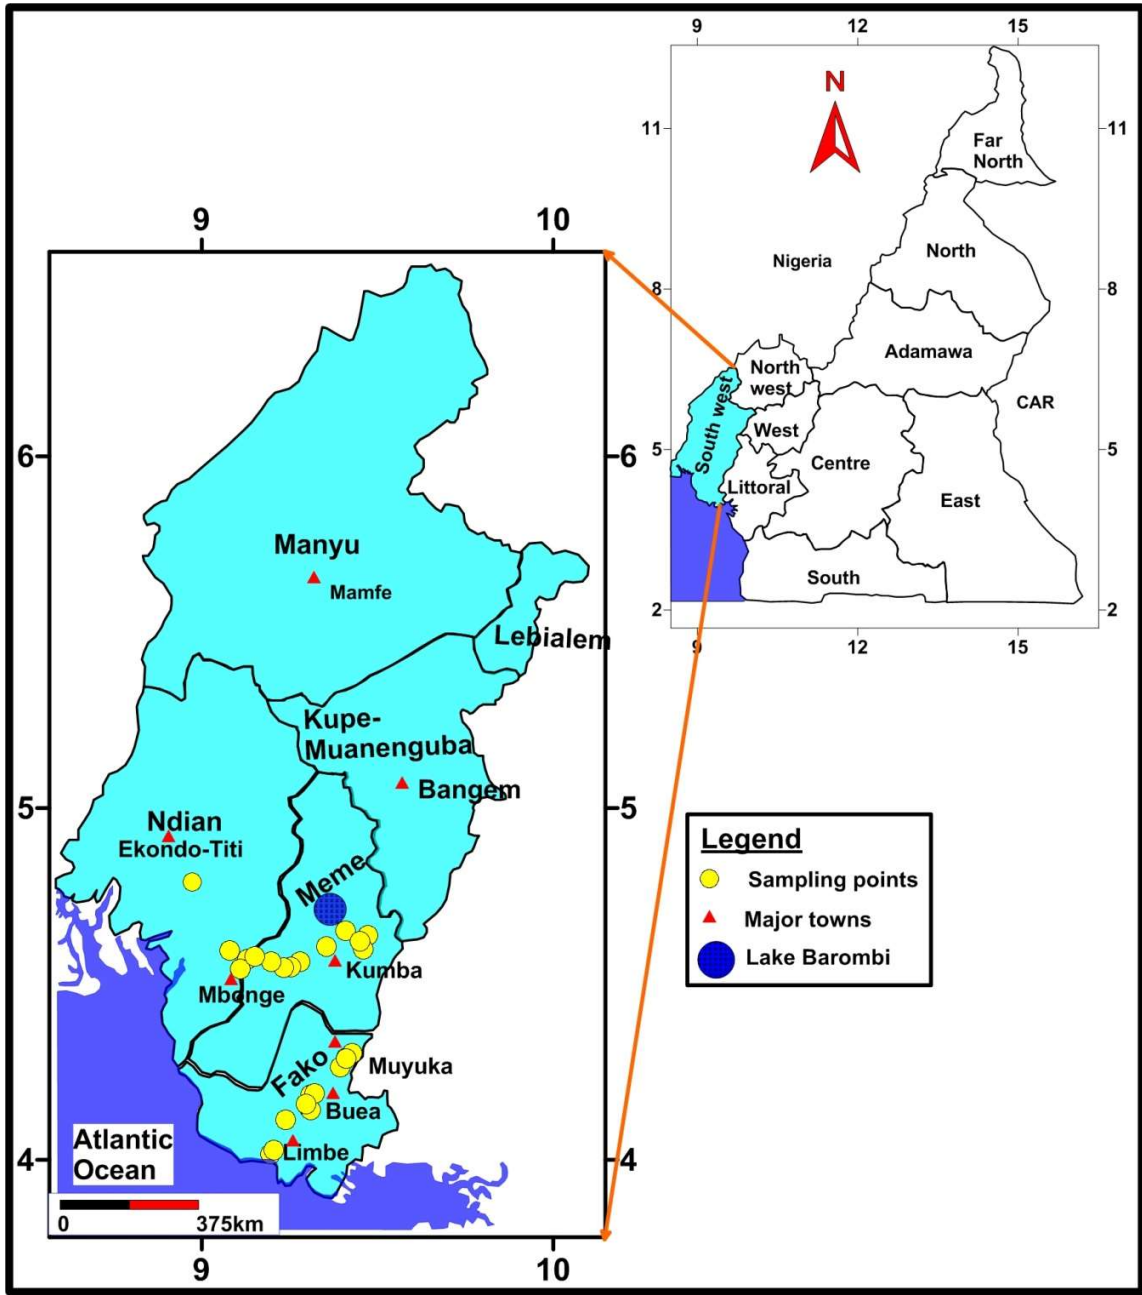 9 12 15
N
11 11
Far
North
9 10
North
Nigeria
8 8
Adamawa
North
west
CAR
South west
6 6
West
5 5
Centre
Littoral
East
Manyu
Mamfe
South
2 2
Lebialem
9 12 15
Kupe-
Muanenguba
Bangem
5 5
Ndian
Ekondo-Titi
Legend
Meme
Sampling points
Major towns
Lake Barombi
Kumba
Mbonge
Fako
Muyuka
Buea
Atlantic
Ocean
Limbe
4 4
0 375km
9 10